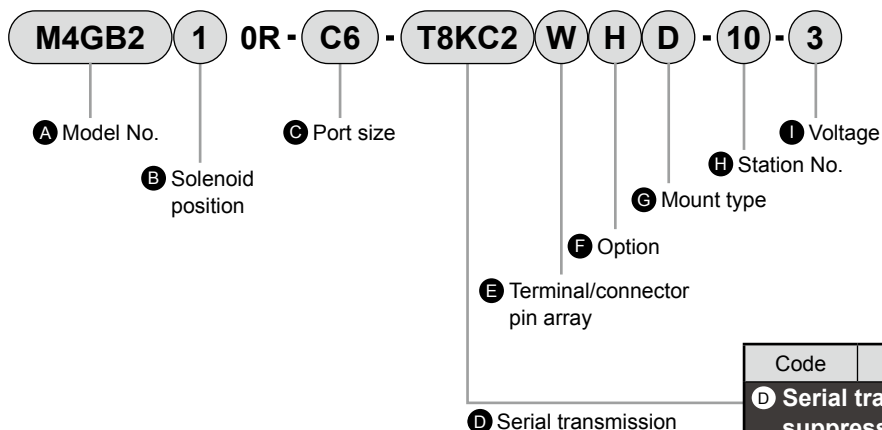 M4GB2 1 0R - C6 - T8KC2 W H D - 10 - 3
A Model No.
C Port size
I Voltage
B Solenoid
position
H Station No.
G Mount type
F Option
E Terminal/connector
pin array
Code
D Serial transmission
D Serial tra
suppress